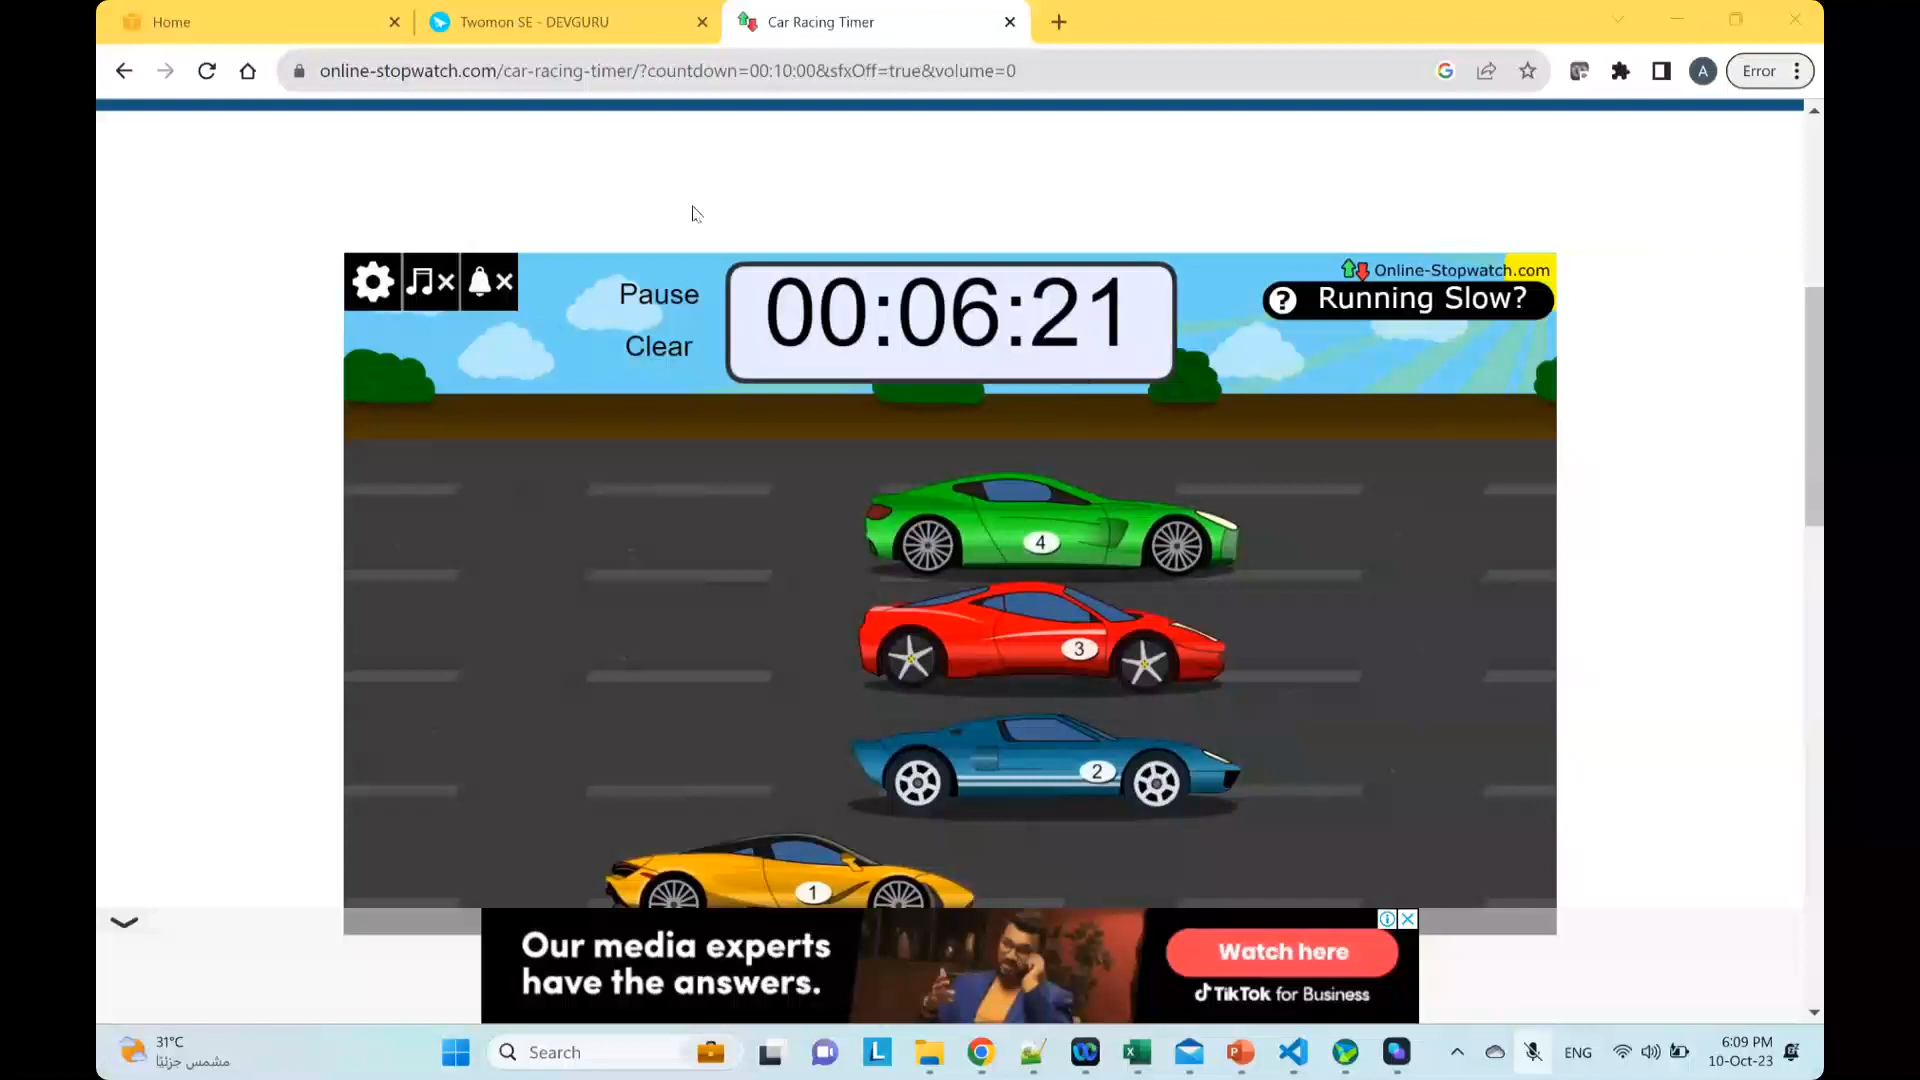 Home
Twomon SE - DEVGURU
Car Racing Timer
online-stopwatch.com/car-racing-timer/?countdown=00:10:00&sfxOff=true&volume=0
A
Error
Pause
Clear
00:06:21
Online-Stopwatch.com
? Running Slow?
4
3
2
1
Our media experts
have the answers.
Watch here
TikTok for Business
31°C
مشمس جزئيًا
Search
ENG
6:09 PM
10-Oct-23